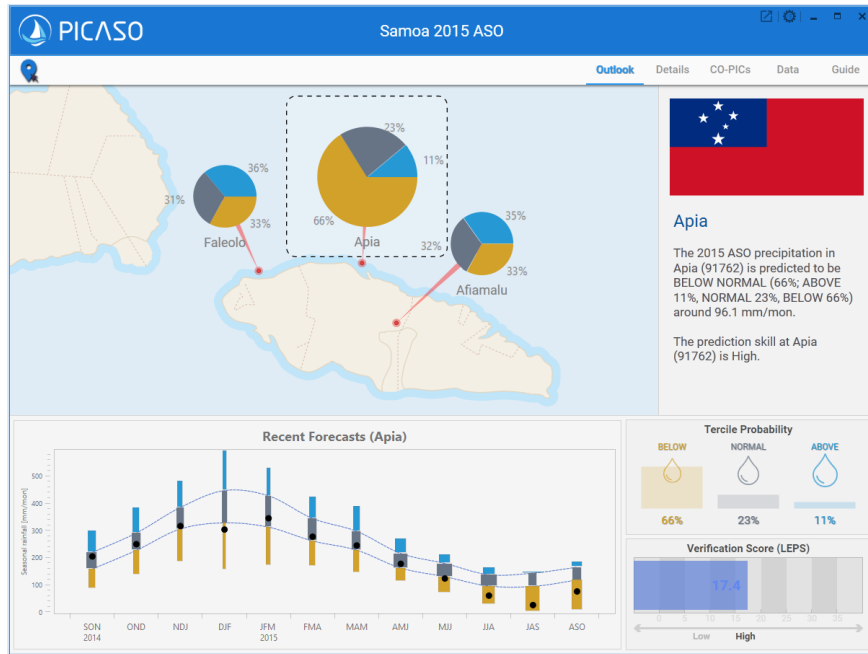 PICASO
Samoa 2015 ASO
Outlook Details CO-PICs Data Guide
23%
11%
66%
Apia
36%
31%
33%
Faleolo
35%
32%
33%
Afiamalu
Apia
The 2015 ASO precipitation in
Apia (91762) is predicted to be
BELOW NORMAL (66%; ABOVE
11%, NORMAL 23%, BELOW 66%)
around 96.1 mm/mon.
The prediction skill at Apia
(91762) is High.
Recent Forecasts (Apia)
Seasonal rainfall [mm/mon]
500
400
300
200
100
0
SON OND NDJ DJF JFM FMA MAM AMJ MJJ JJA JAS ASO
2014 2015
Tercile Probability
BELOW NORMAL ABOVE
66% 23% 11%
Verification Score (LEPS)
17.4
0 5 10 15 20 25 30 35
Low High